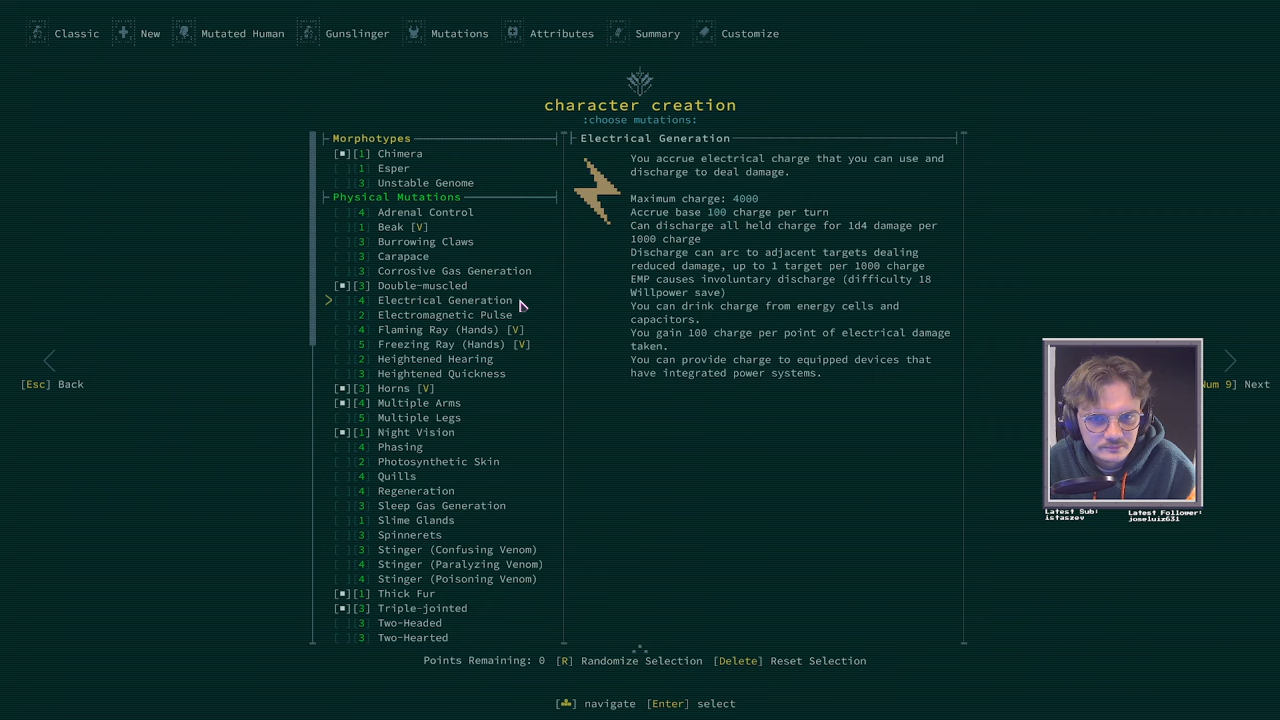 Classic New Mutated Human Gunslinger Mutations Attributes Summary Customize
character creation
:choose mutations:
Morphotypes
[■][1] Chimera
[ ][1] Esper
[ ][3] Unstable Genome
Physical Mutations
[ ][4] Adrenal Control
[ ][1] Beak [V]
[ ][3] Burrowing Claws
[ ][3] Carapace
[ ][3] Corrosive Gas Generation
[■][3] Double-muscled
> [ ][4] Electrical Generation
[ ][2] Electromagnetic Pulse
[ ][4] Flaming Ray (Hands) [V]
[ ][5] Freezing Ray (Hands) [V]
[ ][2] Heightened Hearing
[ ][3] Heightened Quickness
[■][3] Horns [V]
[■][4] Multiple Arms
[ ][5] Multiple Legs
[■][1] Night Vision
[ ][4] Phasing
[ ][2] Photosynthetic Skin
[ ][4] Quills
[ ][4] Regeneration
[ ][3] Sleep Gas Generation
[ ][1] Slime Glands
[ ][3] Spinnerets
[ ][3] Stinger (Confusing Venom)
[ ][4] Stinger (Paralyzing Venom)
[ ][4] Stinger (Poisoning Venom)
[■][1] Thick Fur
[■][3] Triple-jointed
[ ][3] Two-Headed
[ ][3] Two-Hearted
Electrical Generation
You accrue electrical charge that you can use and
discharge to deal damage.
Maximum charge: 4000
Accrue base 100 charge per turn
Can discharge all held charge for 1d4 damage per
1000 charge
Discharge can arc to adjacent targets dealing
reduced damage, up to 1 target per 1000 charge
EMP causes involuntary discharge (difficulty 18
Willpower save)
You can drink charge from energy cells and
capacitors.
You gain 100 charge per point of electrical damage
taken.
You can provide charge to equipped devices that
have integrated power systems.
[Esc] Back
Num 9] Next
Latest Sub: Latest Follower:
istaszev joseluiz631
Points Remaining: 0 [R] Randomize Selection [Delete] Reset Selection
navigate [Enter] select